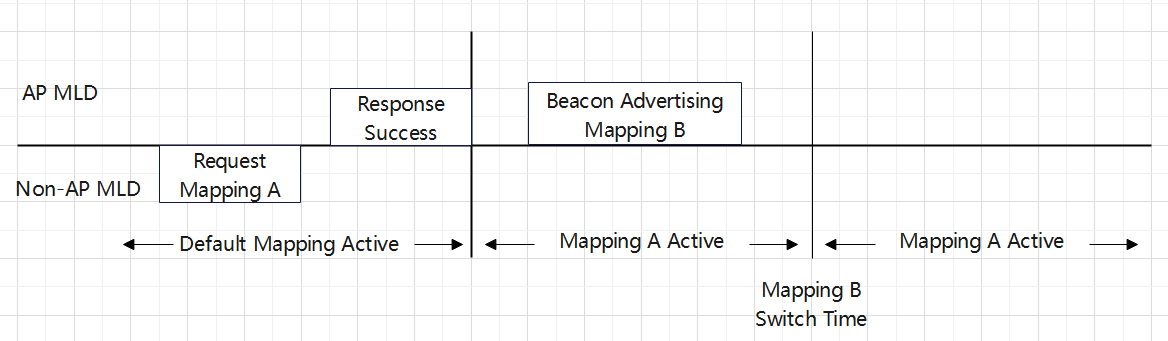 AP MLD
Response
Success
Beacon Advertising
Mapping B
Non-AP MLD
Request
Mapping A
Default Mapping Active
Mapping A Active
Mapping A Active
Mapping B
Switch Time